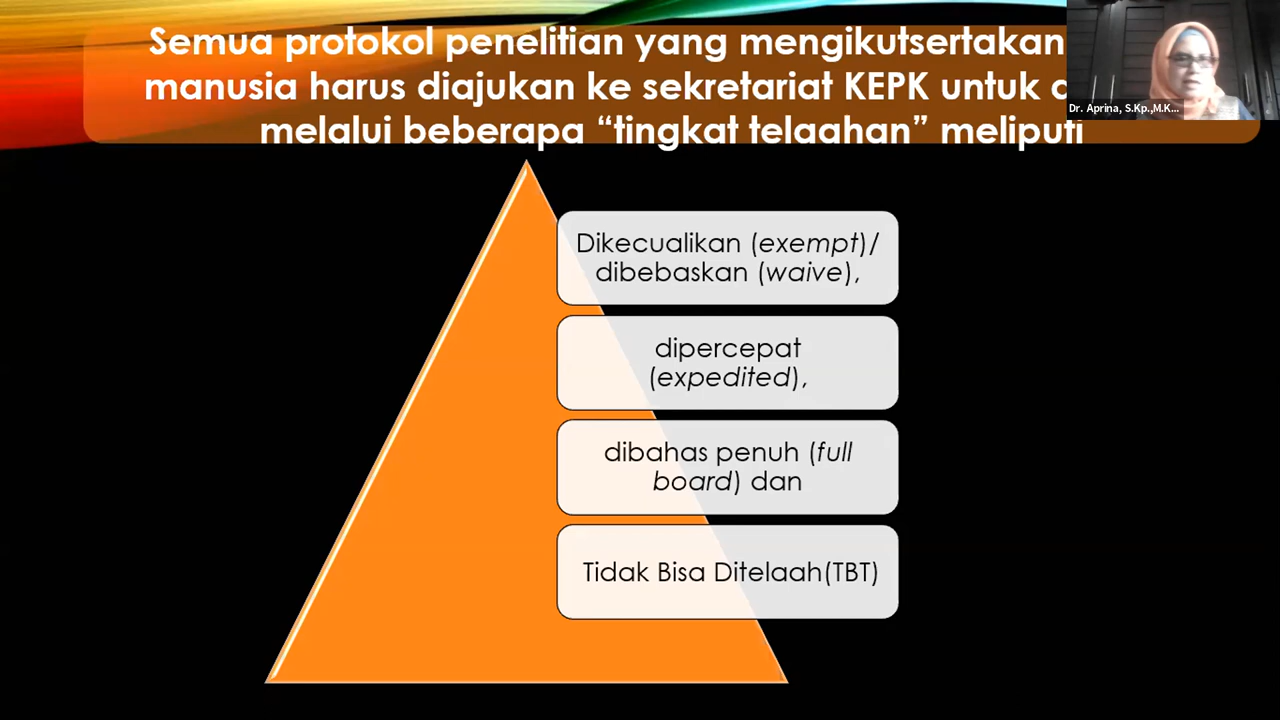 Semua protokol penelitian yang mengikutsertakan
manusia harus diajukan ke sekretariat KEPK untuk
melalui beberapa “tingkat telaahan” meliputi
Dr. Aprina, S.Kp.,M.K...
Dikecualikan (exempt)/
dibebaskan (waive),
dipercepat
(expedited),
dibahas penuh (full
board) dan
Tidak Bisa Ditelaah(TBT)